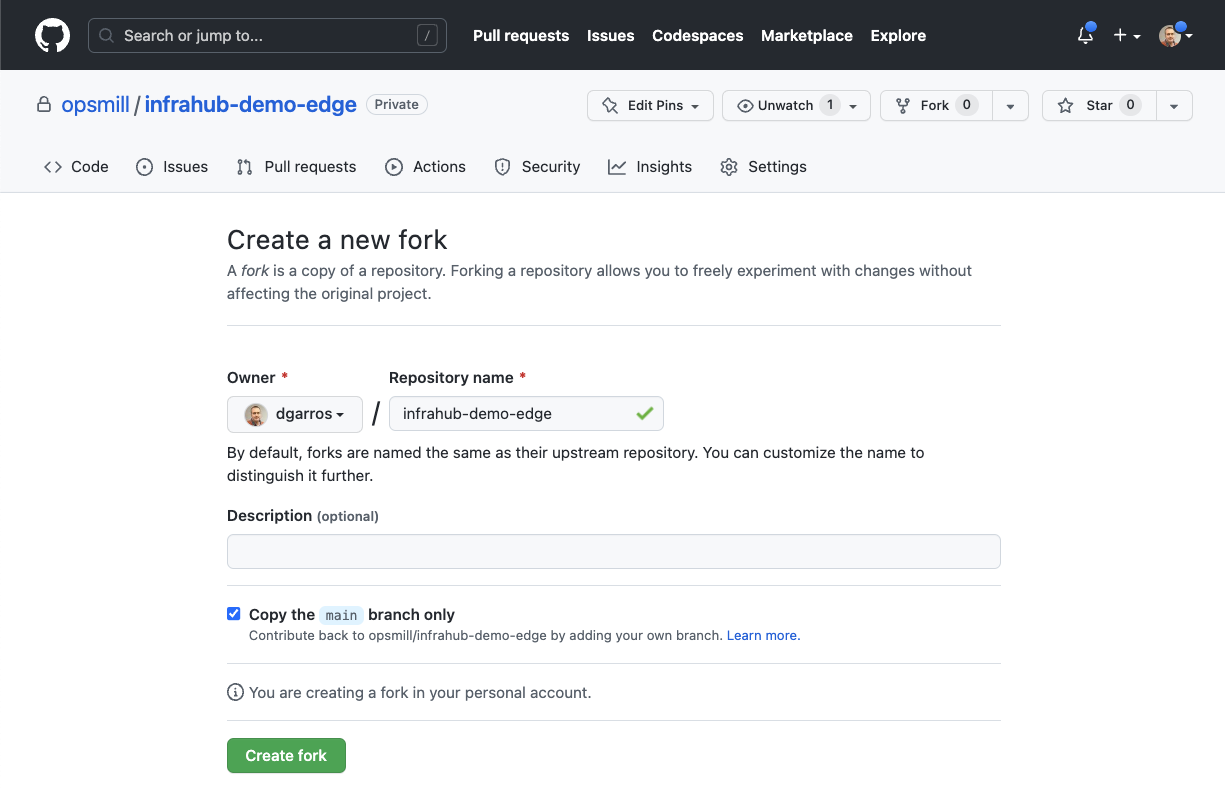 Search or jump to... / Pull requests Issues Codespaces Marketplace Explore
opsmill / infrahub-demo-edge Private Edit Pins Unwatch 1 Fork 0 Star 0
Code Issues Pull requests Actions Security Insights Settings
Create a new fork
A fork is a copy of a repository. Forking a repository allows you to freely experiment with changes without
affecting the original project.
Owner * Repository name *
dgarros / infrahub-demo-edge
By default, forks are named the same as their upstream repository. You can customize the name to
distinguish it further.
Description (optional)
Copy the main branch only
Contribute back to opsmill/infrahub-demo-edge by adding your own branch. Learn more.
You are creating a fork in your personal account.
Create fork